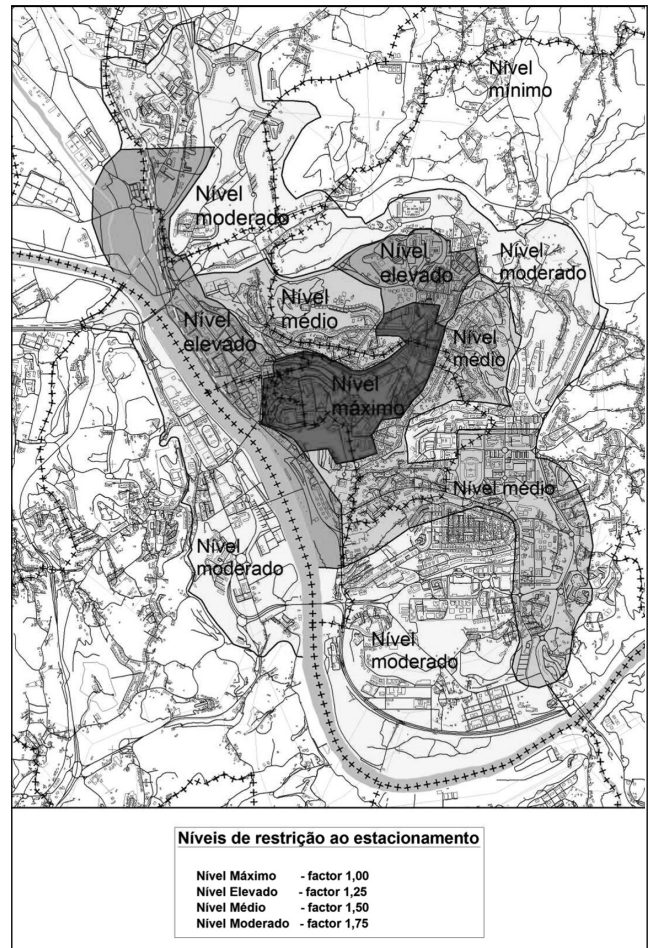 Nível
mínimo
Nível
moderado
Nível
elevado
Nível
moderado
Nível
médio
Nível
elevado
Nível
médio
Nível
máximo
Nível médio
Nível
moderado
Nível
moderado
Níveis de restrição ao estacionamento
Nível Máximo - factor 1,00
Nível Elevado - factor 1,25
Nível Médio - factor 1,50
Nível Moderado - factor 1,75